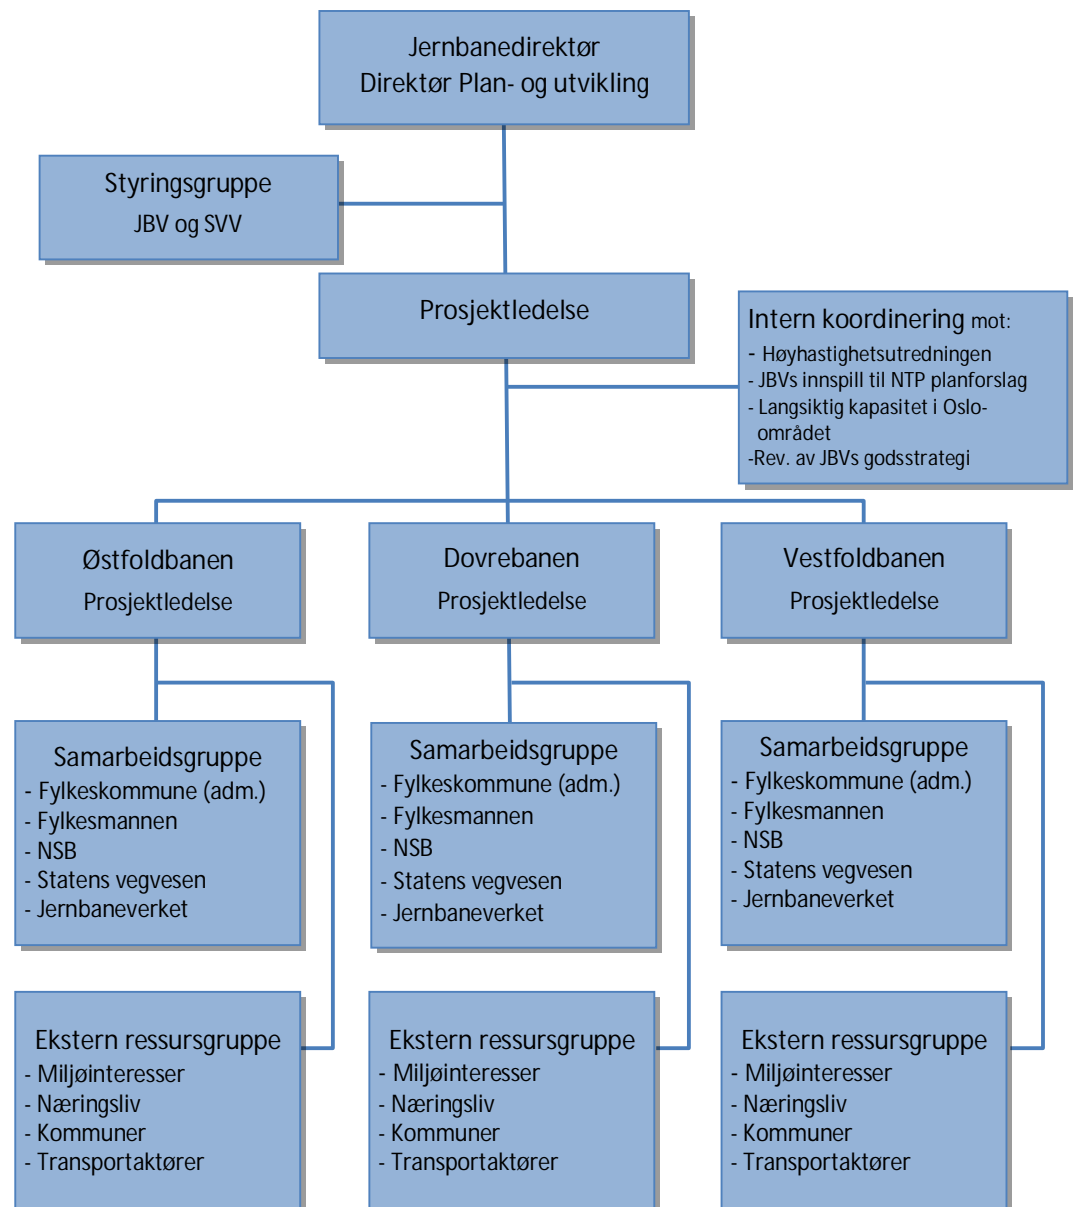 Jernbanedirektør
Direktør Plan- og utvikling
Styringsgruppe
JBV og SVV
Prosjektledelse
Intern koordinering mot:
- Høyhastighetsutredningen
- JBVs innspill til NTP planforslag
- Langsiktig kapasitet i Oslo-
området
-Rev. av JBVs godsstrategi
Østfoldbanen
Prosjektledelse
Dovrebanen
Prosjektledelse
Vestfoldbanen
Prosjektledelse
Samarbeidsgruppe
- Fylkeskommune (adm.)
- Fylkesmannen
- NSB
- Statens vegvesen
- Jernbaneverket
Samarbeidsgruppe
- Fylkeskommune (adm.)
- Fylkesmannen
- NSB
- Statens vegvesen
- Jernbaneverket
Samarbeidsgruppe
- Fylkeskommune (adm.)
- Fylkesmannen
- NSB
- Statens vegvesen
- Jernbaneverket
Ekstern ressursgruppe
- Miljøinteresser
- Næringsliv
- Kommuner
- Transportaktører
Ekstern ressursgruppe
- Miljøinteresser
- Næringsliv
- Kommuner
- Transportaktører
Ekstern ressursgruppe
- Miljøinteresser
- Næringsliv
- Kommuner
- Transportaktører